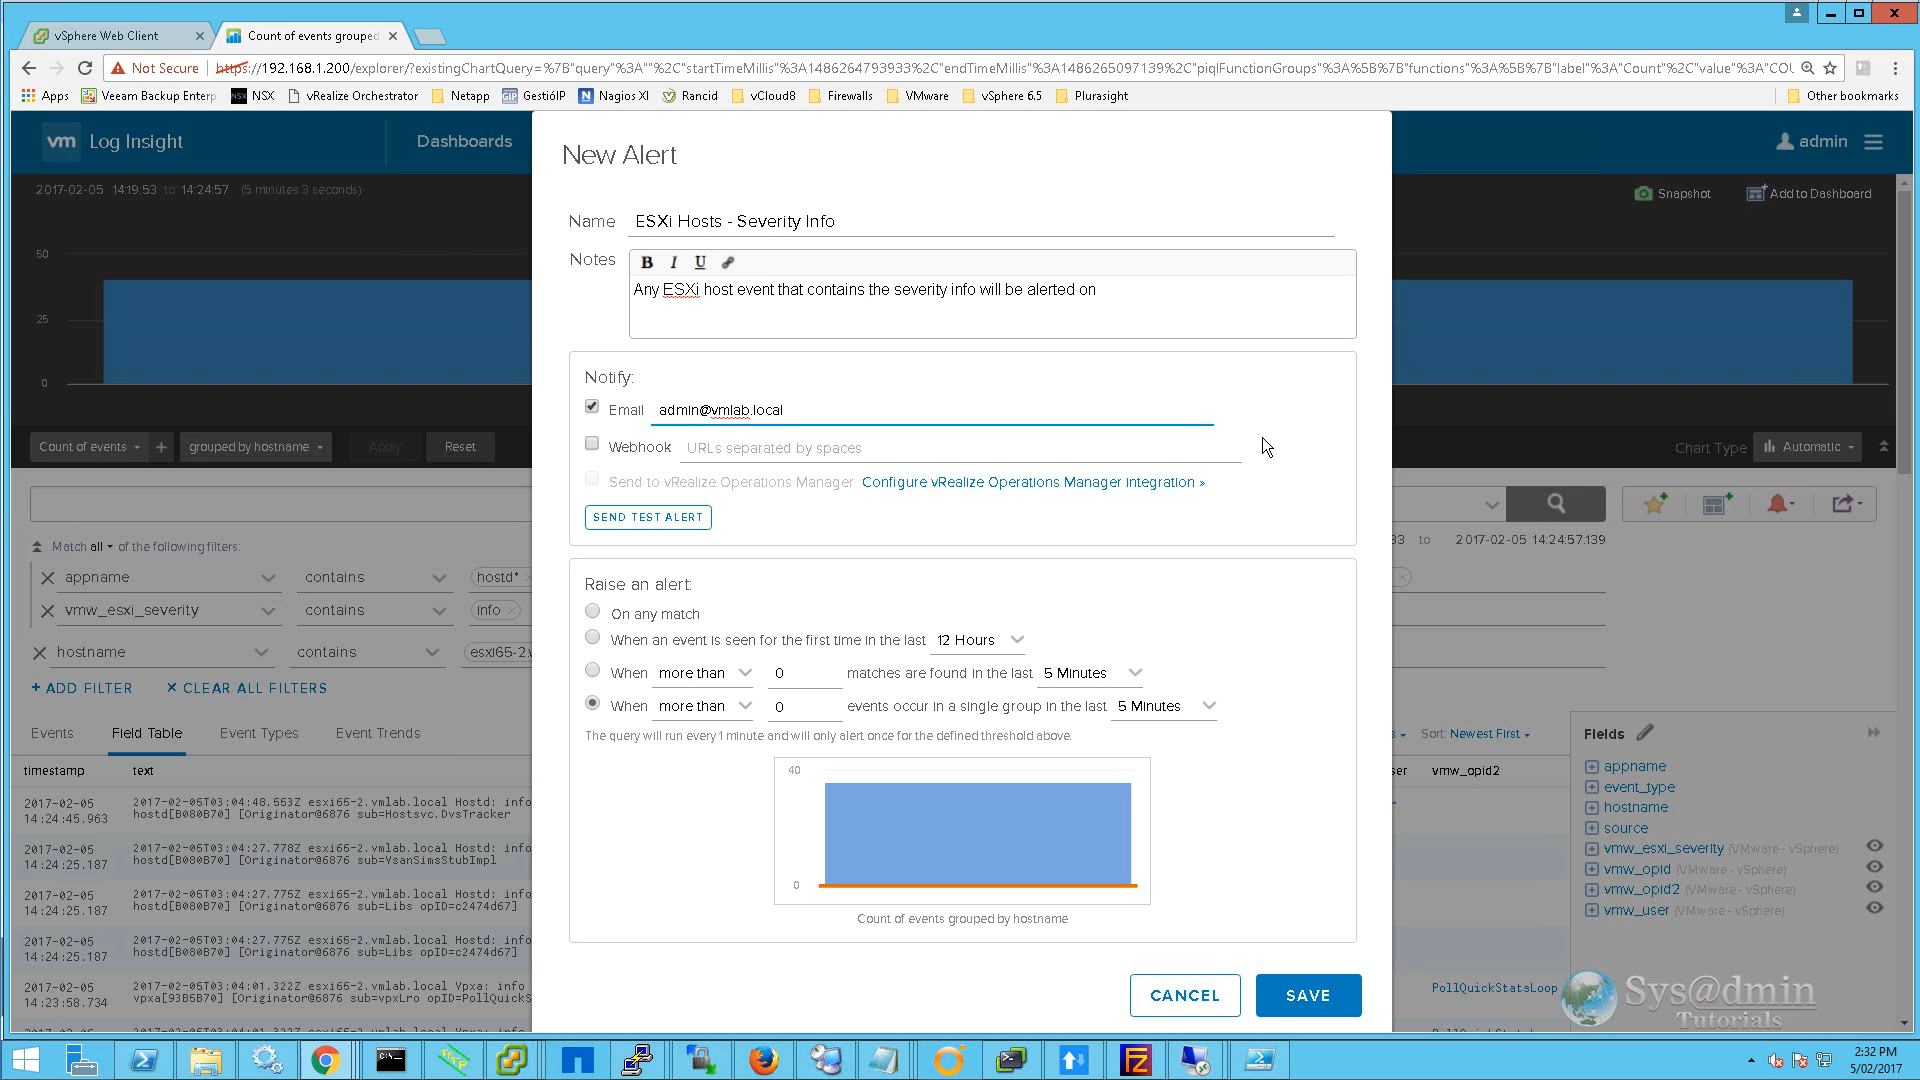 vSphere Web Client
Count of events grouped
Not Secure
https://192.168.1.200/explorer/?existingChartQuery=%7B"query"%3A""%2C"startTimeMillis"%3A1486264793933%2C"endTimeMillis"%3A1486265097139%2C"piqlFunctionGroups"%3A%5B%7B"functions"%3A%5B%7B"label"%3A"Count"%2C"value"%3A"COU
Apps
Veeam Backup Enterp
NSX
NSX
vRealize Orchestrator
Netapp
GIP
GestióIP
N
Nagios XI
Rancid
vCloud8
Firewalls
VMware
vSphere 6.5
Plurasight
Other bookmarks
vm
Log Insight
Dashboards
admin
2017-02-05 14:19:53 to 14:24:57 (5 minutes 3 seconds)
Snapshot
Add to Dashboard
50
25
0
Count of events
+
grouped by hostname
Apply
Reset
Chart Type
Automatic
93 to 2017-02-05 14:24:57.139
Match all of the following filters:
appname contains hostd*
vmw_esxi_severity contains info
hostname contains esxi65-2.v
+ ADD FILTER
CLEAR ALL FILTERS
Events
Field Table
Event Types
Event Trends
Sort: Newest First
timestamp text vmw_opid2
2017-02-05 14:24:45.963
2017-02-05T03:04:48.553Z esxi65-2.vmlab.local Hostd: info
hostd[B080B70] [Originator@6876 sub=Hostsvc.DvsTracker
2017-02-05 14:24:25.187
2017-02-05T03:04:27.778Z esxi65-2.vmlab.local Hostd: info
hostd[B080B70] [Originator@6876 sub=VsanSimsStubImpl
2017-02-05 14:24:25.187
2017-02-05T03:04:27.775Z esxi65-2.vmlab.local Hostd: info
hostd[B080B70] [Originator@6876 sub=Libs opID=c2474d67]
2017-02-05 14:24:25.187
2017-02-05T03:04:27.775Z esxi65-2.vmlab.local Hostd: info
hostd[B080B70] [Originator@6876 sub=Libs opID=c2474d67]
2017-02-05 14:23:58.734
2017-02-05T03:04:01.322Z esxi65-2.vmlab.local Vpxa: info
vpxa[93B5B70] [Originator@6876 sub=vpxLro opID=PollQuickS
PollQuickStatsLoop
New Alert
Name ESXi Hosts - Severity Info
Notes
B I U
Any ESXi host event that contains the severity info will be alerted on
Notify:
Email admin@vmlab.local
Webhook URLs separated by spaces
Send to vRealize Operations Manager Configure vRealize Operations Manager integration »
SEND TEST ALERT
Raise an alert:
On any match
When an event is seen for the first time in the last 12 Hours
When more than 0 matches are found in the last 5 Minutes
When more than 0 events occur in a single group in the last 5 Minutes
The query will run every 1 minute and will only alert once for the defined threshold above.
40
0
Count of events grouped by hostname
CANCEL
SAVE
Fields
appname
event_type
hostname
source
vmw_esxi_severity (VMware - vSphere)
vmw_opid (VMware - vSphere)
vmw_opid2 (VMware - vSphere)
vmw_user (VMware - vSphere)
Sys@dmin
Tutorials
2:32 PM
5/02/2017